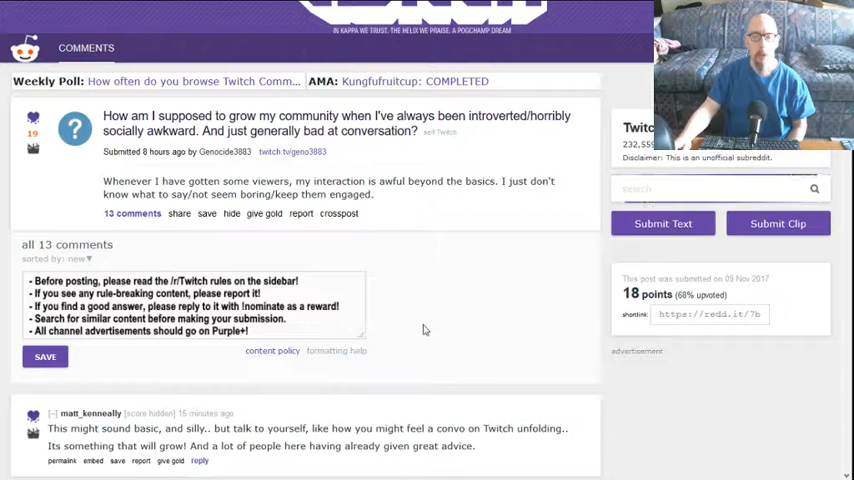 IN KAPPA WE TRUST. THE HELIX WE PRAISE. A POGCHAMP DREAM
COMMENTS
Weekly Poll: How often do you browse Twitch Comm... AMA: Kungfufruitcup: COMPLETED
19
How am I supposed to grow my community when I've always been introverted/horribly
socially awkward. And just generally bad at conversation? self.Twitch
Submitted 8 hours ago by Genocide3883 twitch.tv/geno3883
Whenever I have gotten some viewers, my interaction is awful beyond the basics. I just don't
know what to say/not seem boring/keep them engaged.
13 comments share save hide give gold report crosspost
all 13 comments
sorted by: new▼
- Before posting, please read the /r/Twitch rules on the sidebar!
- If you see any rule-breaking content, please report it!
- If you find a good answer, please reply to it with !nominate as a reward!
- Search for similar content before making your submission.
- All channel advertisements should go on Purple+!
SAVE
content policy formatting help
[–] matt_kenneally [score hidden] 15 minutes ago
This might sound basic, and silly.. but talk to yourself, like how you might feel a convo on Twitch unfolding..
Its something that will grow! And a lot of people here having already given great advice.
permalink embed save report give gold reply
Twitc
232,559
Disclaimer: This is an unofficial subreddit.
search
Submit Text Submit Clip
This post was submitted on 09 Nov 2017
18 points (68% upvoted)
shortlink: https://redd.it/7b
advertisement